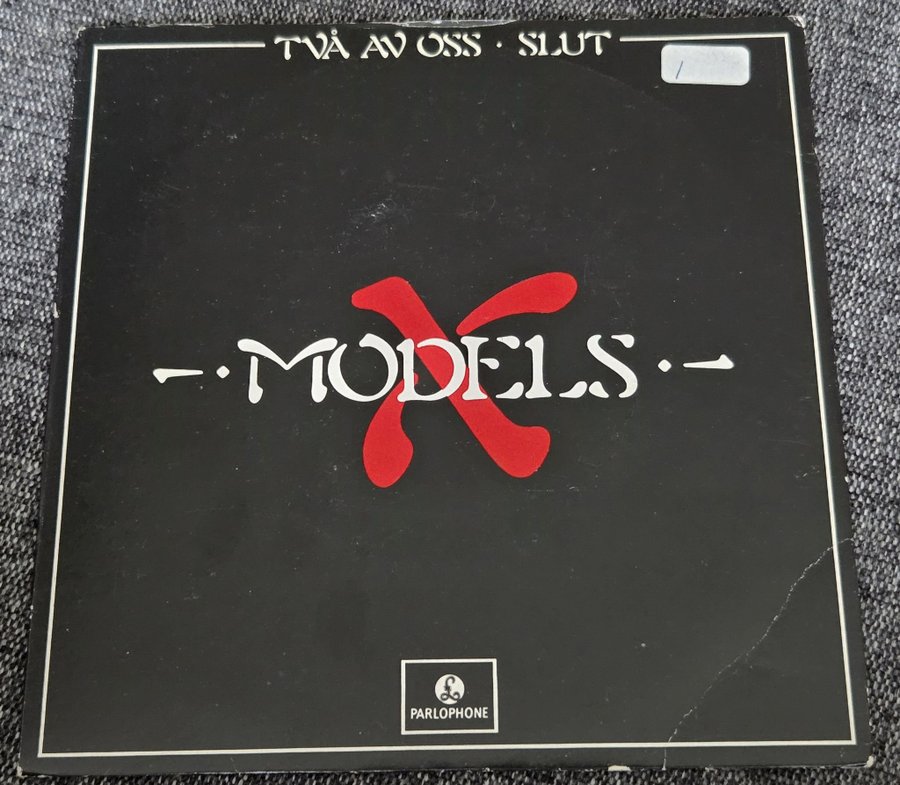 TVÅ AV OSS · SLUT
X
— · MODELS · —
£
PARLOPHONE